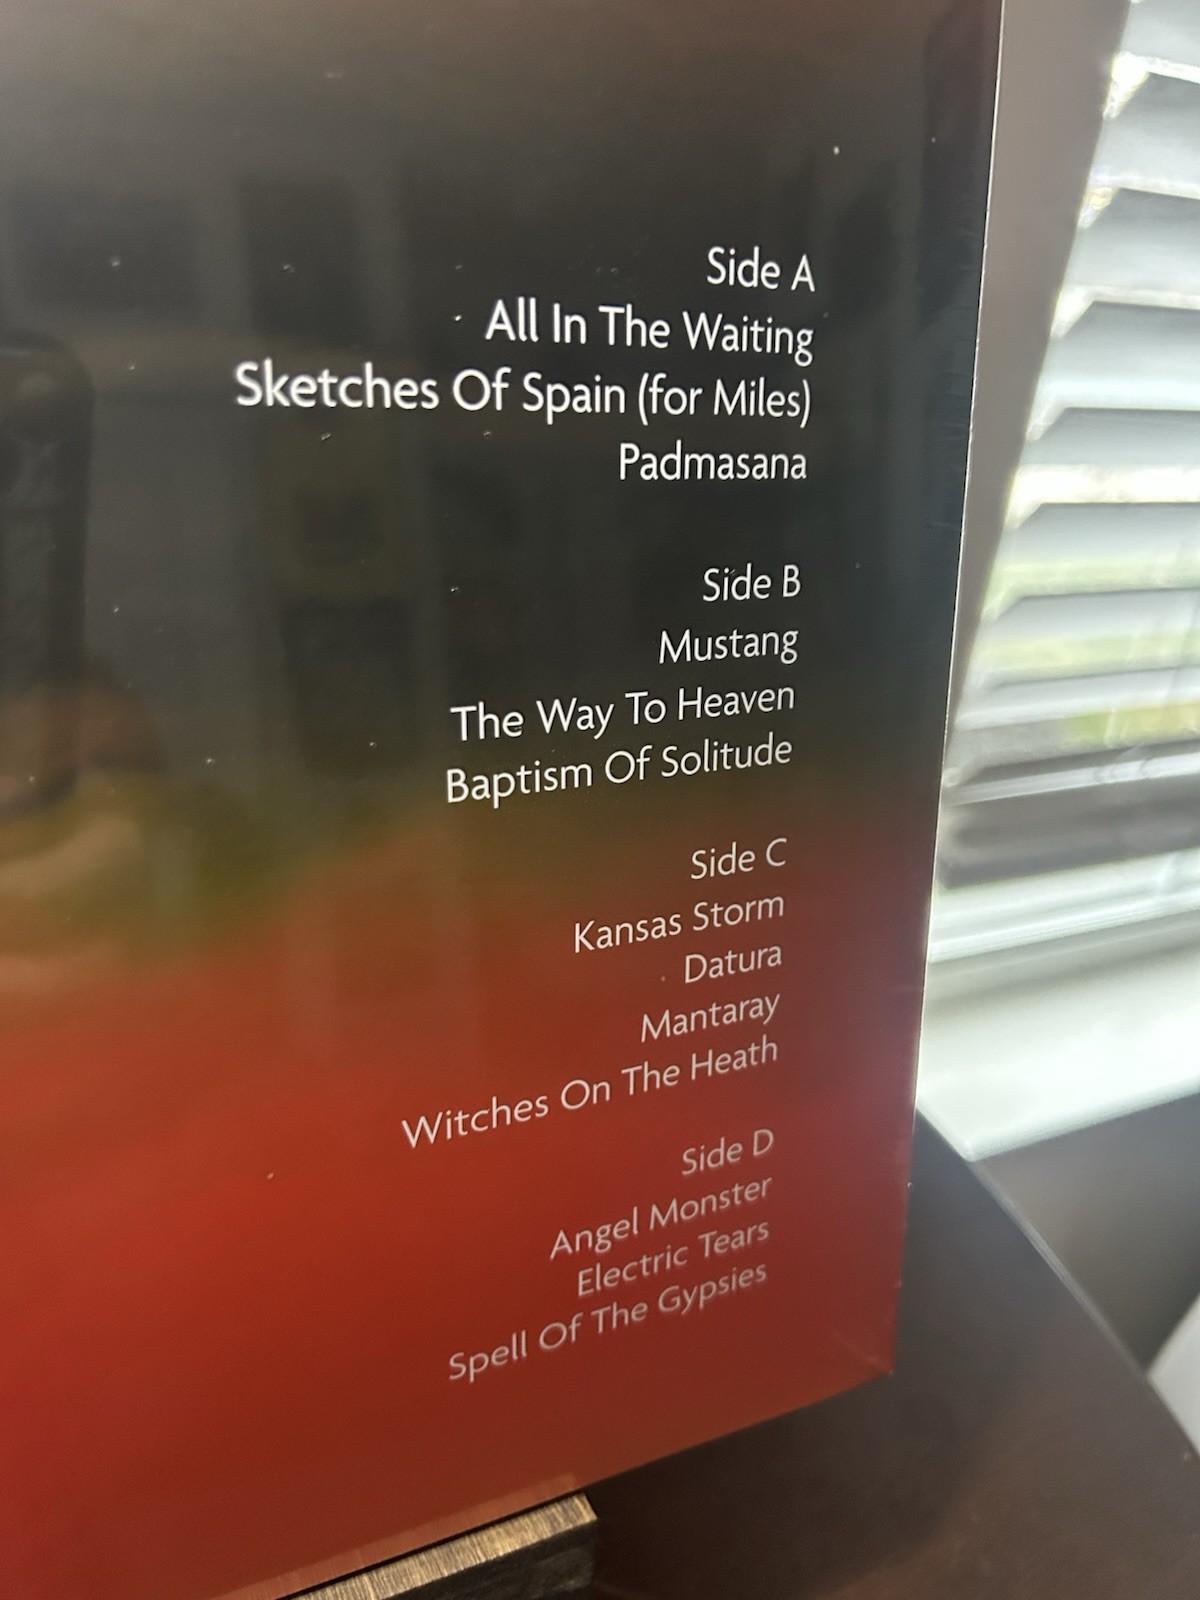 Side A
All In The Waiting
Sketches Of Spain (for Miles)
Padmasana
Side B
Mustang
The Way To Heaven
Baptism Of Solitude
Side C
Kansas Storm
Datura
Mantaray
Witches On The Heath
Side D
Angel Monster
Electric Tears
Spell Of The Gypsies